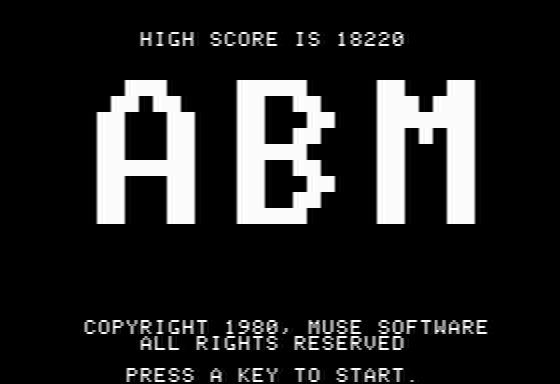 HIGH SCORE IS 18220
ABM
COPYRIGHT 1980, MUSE SOFTWARE
ALL RIGHTS RESERVED
PRESS A KEY TO START.